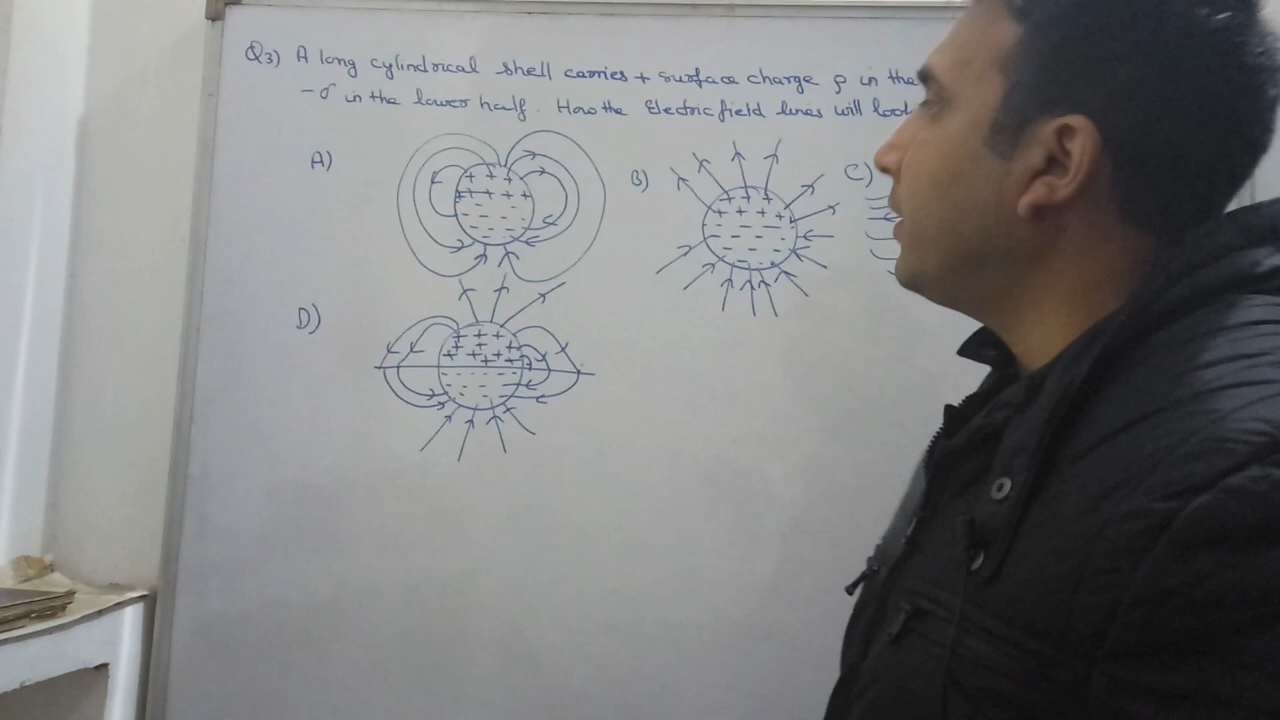 Q3) A long cylindrical shell carries + surface charge ρ in the
-σ in the lower half. How the Electric field lines will look
A)
B)
C)
D)